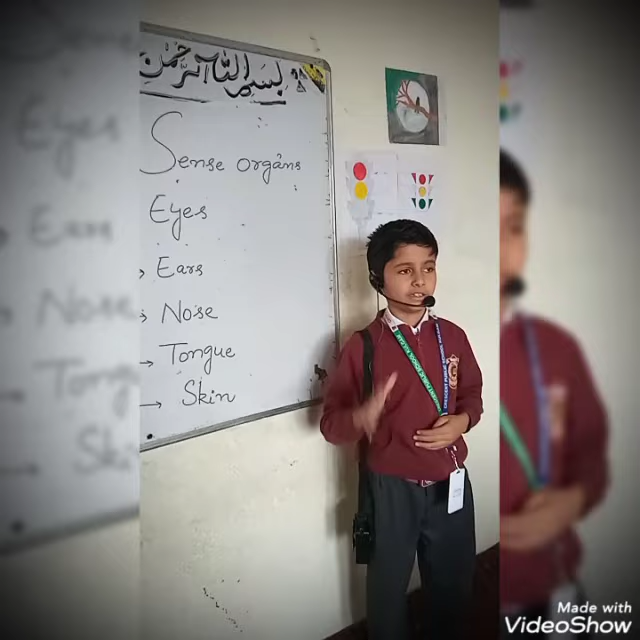 بسم اللہ الرحمن
Sense organs
Eyes
→ Ears
→ Nose
→ Tongue
→ Skin
Made with
VideoShow